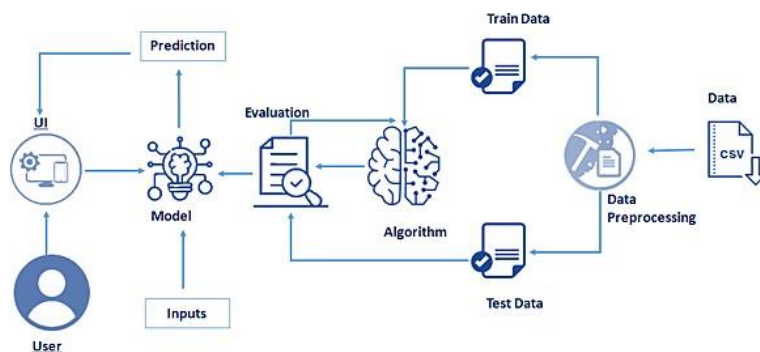 Train Data
Prediction
Data
UI
Evaluation
CSV
Model
Algorithm
Data
Preprocessing
Inputs
Test Data
User